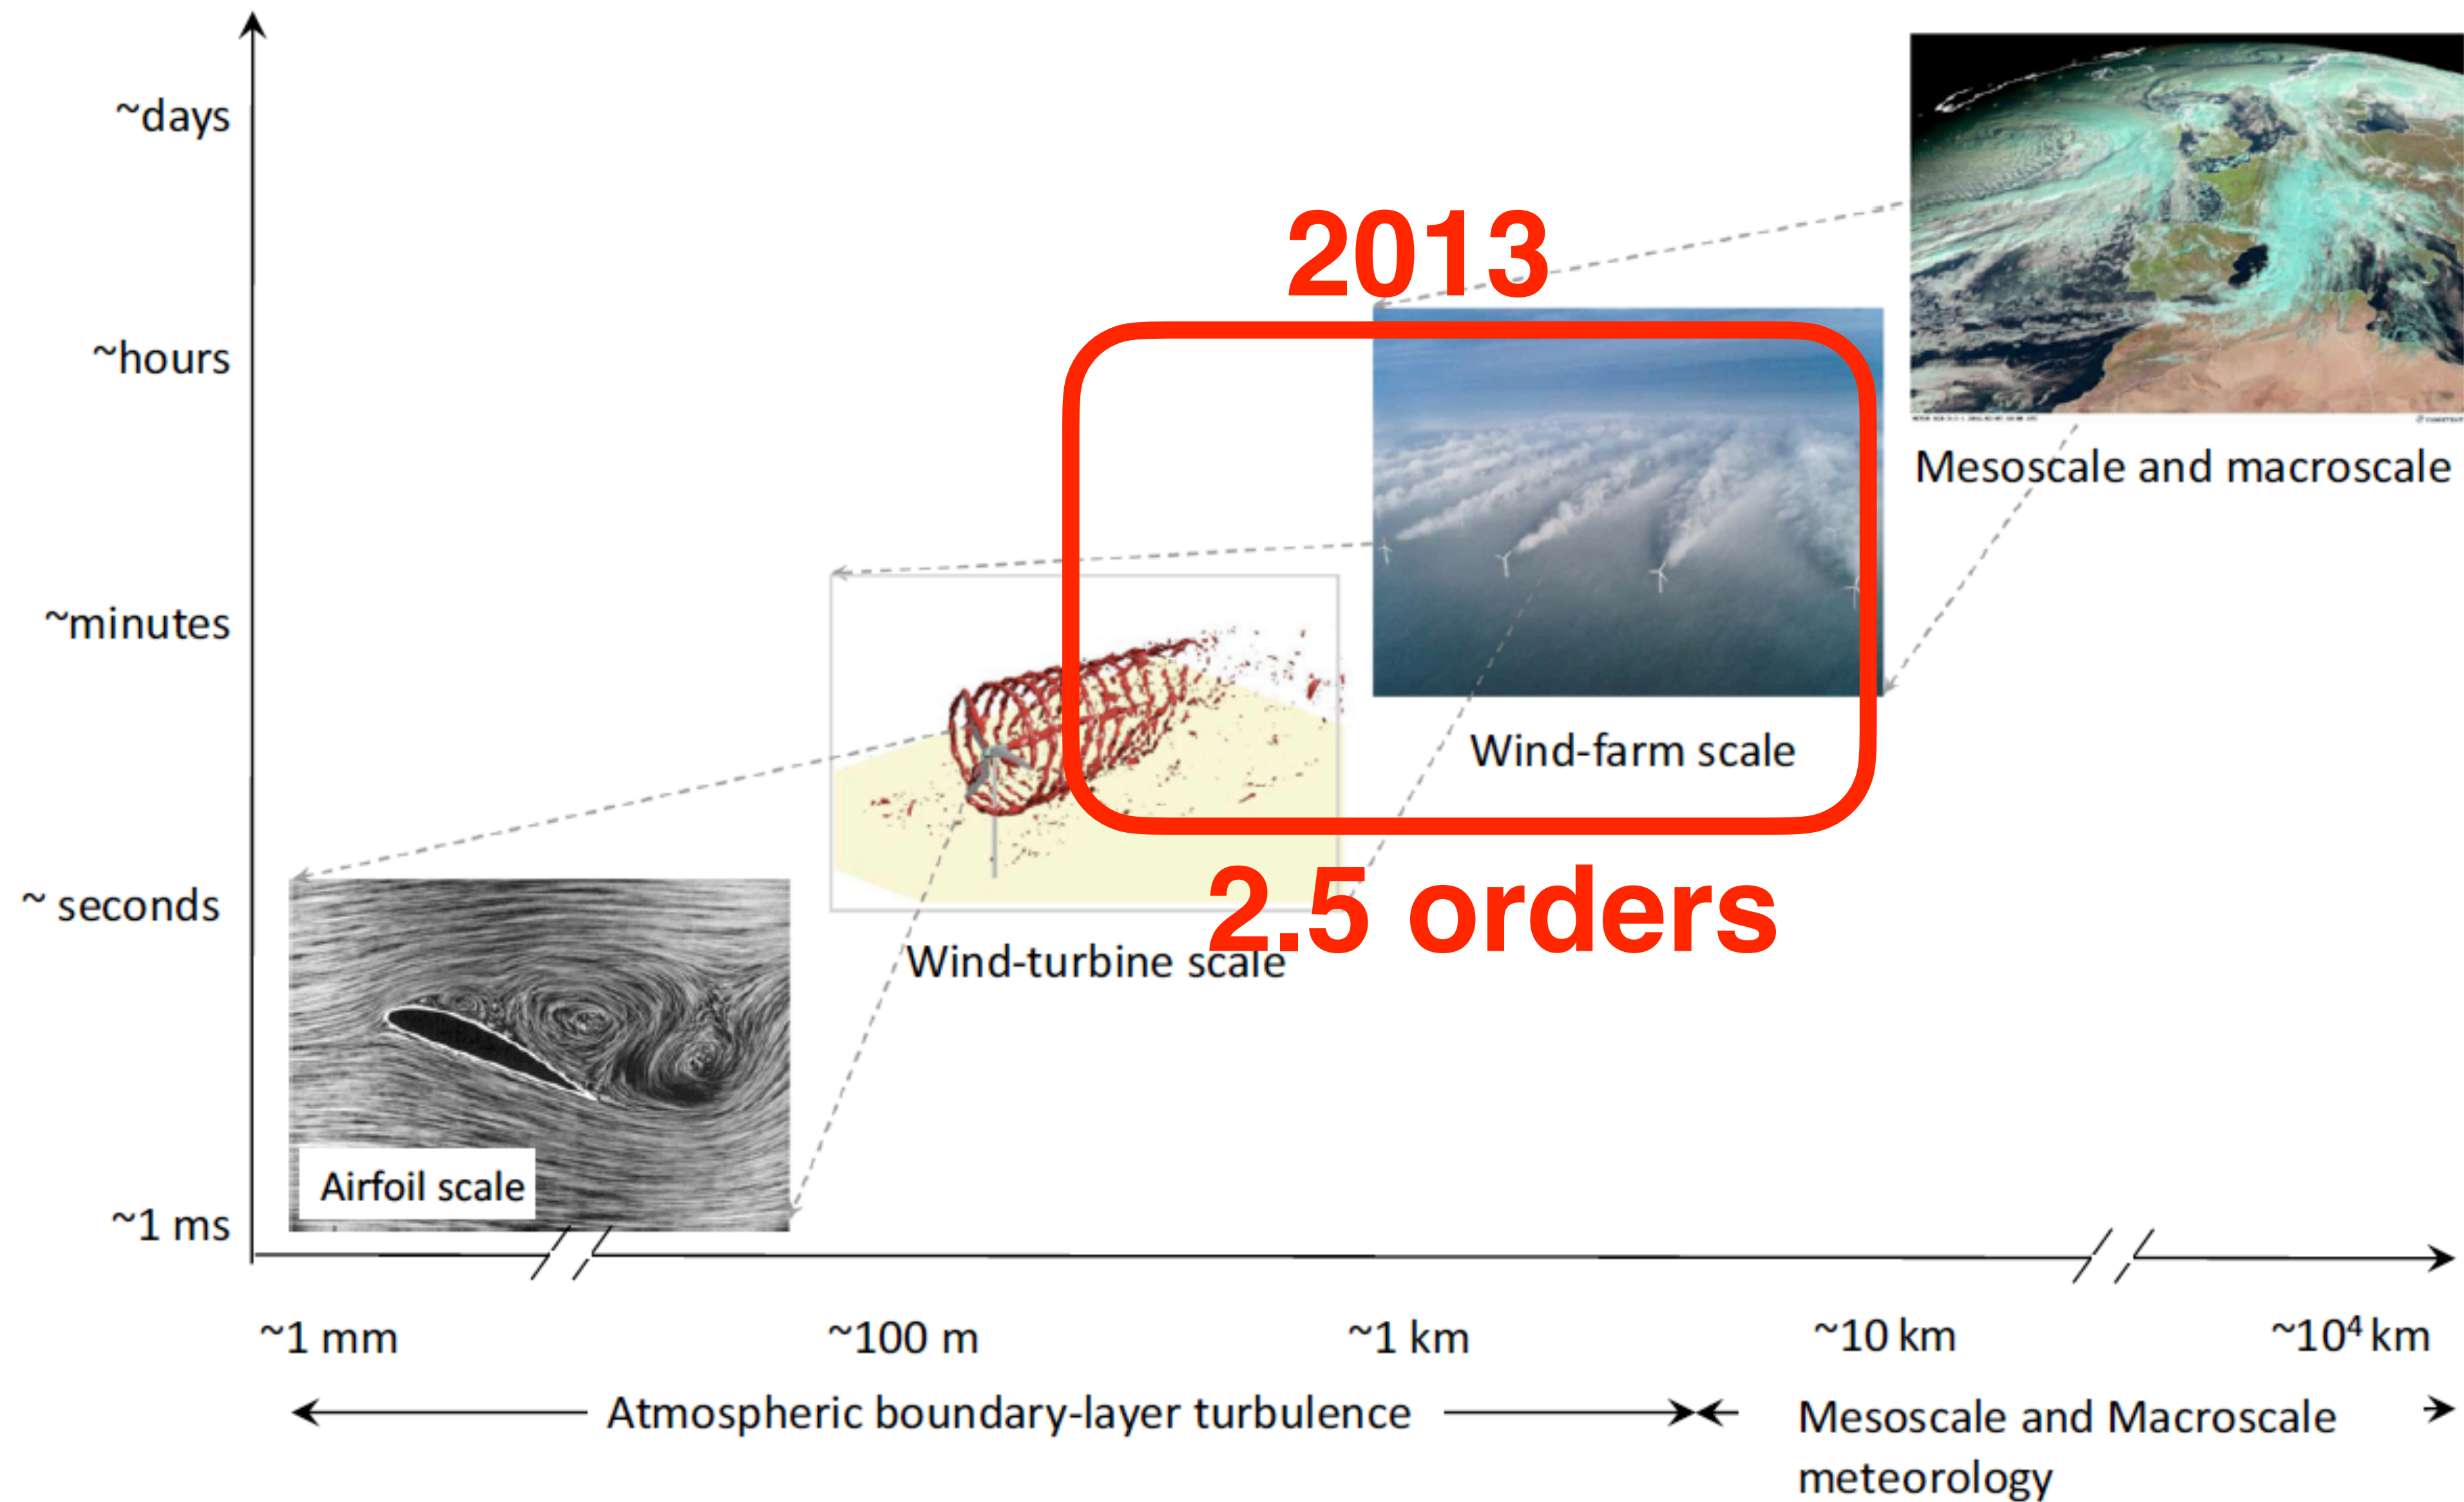 ~days
2013
~hours
Mesoscale and macroscale
~minutes
Wind-farm scale
~ seconds
2.5 orders
Wind-turbine scale
Airfoil scale
~1 ms
~1 mm
~100 m
~1 km
~10 km
~10⁴ km
Atmospheric boundary-layer turbulence
Mesoscale and Macroscale
meteorology